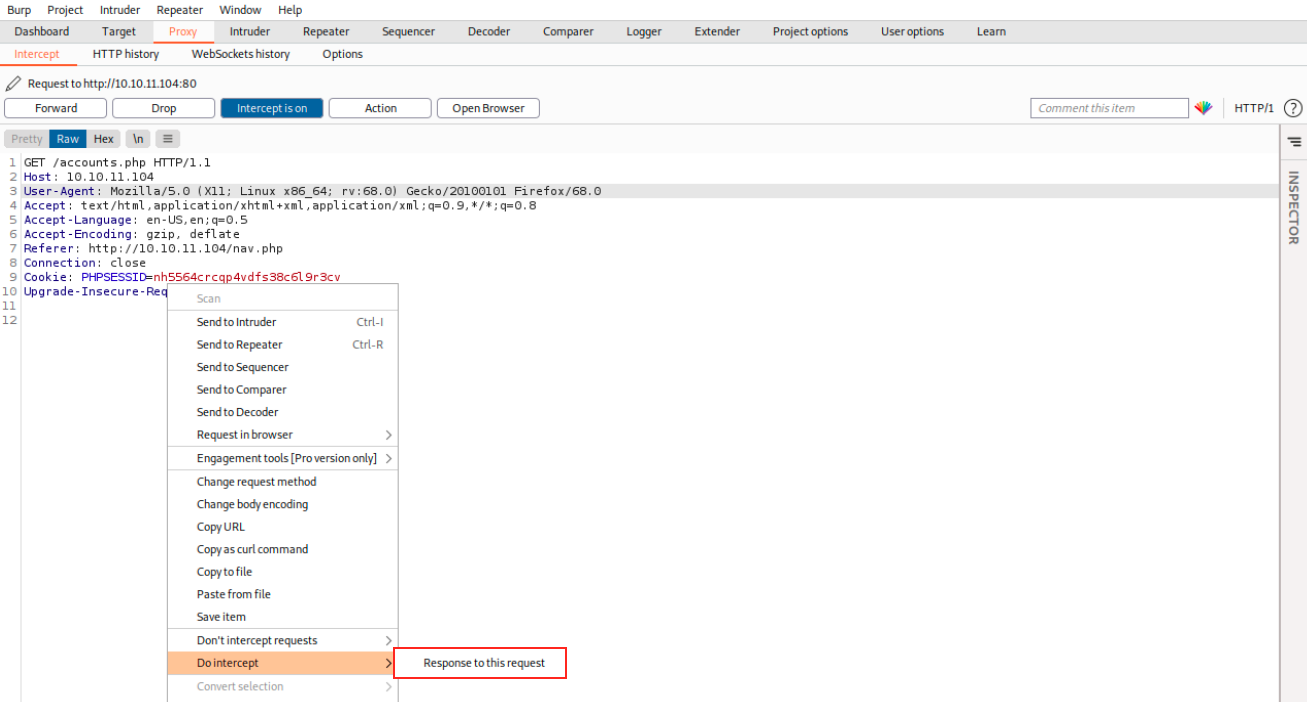 Burp Project Intruder Repeater Window Help
Dashboard Target Proxy Intruder Repeater Sequencer Decoder Comparer Logger Extender Project options User options Learn
Intercept HTTP history WebSockets history Options
Request to http://10.10.11.104:80
Forward Drop Intercept is on Action Open Browser Comment this item HTTP/1 ?
Pretty Raw Hex \n
1 GET /accounts.php HTTP/1.1
2 Host: 10.10.11.104
3 User-Agent: Mozilla/5.0 (X11; Linux x86_64; rv:68.0) Gecko/20100101 Firefox/68.0
4 Accept: text/html,application/xhtml+xml,application/xml;q=0.9,*/*;q=0.8
5 Accept-Language: en-US,en;q=0.5
6 Accept-Encoding: gzip, deflate
7 Referer: http://10.10.11.104/nav.php
8 Connection: close
9 Cookie: PHPSESSID=nh5564crcqp4vdfs38c6l9r3cv
10 Upgrade-Insecure-Req
11
12
INSPECTOR
Scan
Send to Intruder Ctrl-I
Send to Repeater Ctrl-R
Send to Sequencer
Send to Comparer
Send to Decoder
Request in browser
Engagement tools [Pro version only]
Change request method
Change body encoding
Copy URL
Copy as curl command
Copy to file
Paste from file
Save item
Don't intercept requests
Do intercept
Response to this request
Convert selection